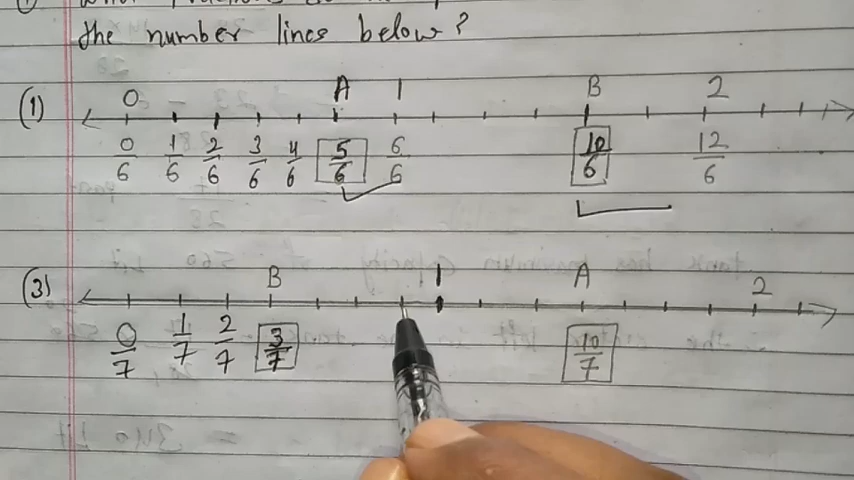 the number lines below?
(1) 0 A 1 B 2
0/6 1/6 2/6 3/6 4/6 5/6 6/6 10/6 12/6
(3) B 1 A 2
0/7 1/7 2/7 3/7 10/7